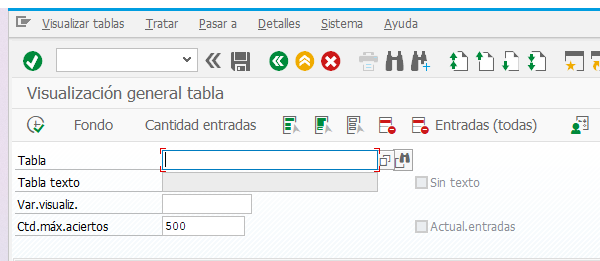 Visualizar tablas Tratar Pasar a Detalles Sistema Ayuda
Visualización general tabla
Fondo Cantidad entradas Entradas (todas)
Tabla
Tabla texto Sin texto
Var.visualiz.
Ctd.máx.aciertos 500 Actual.entradas